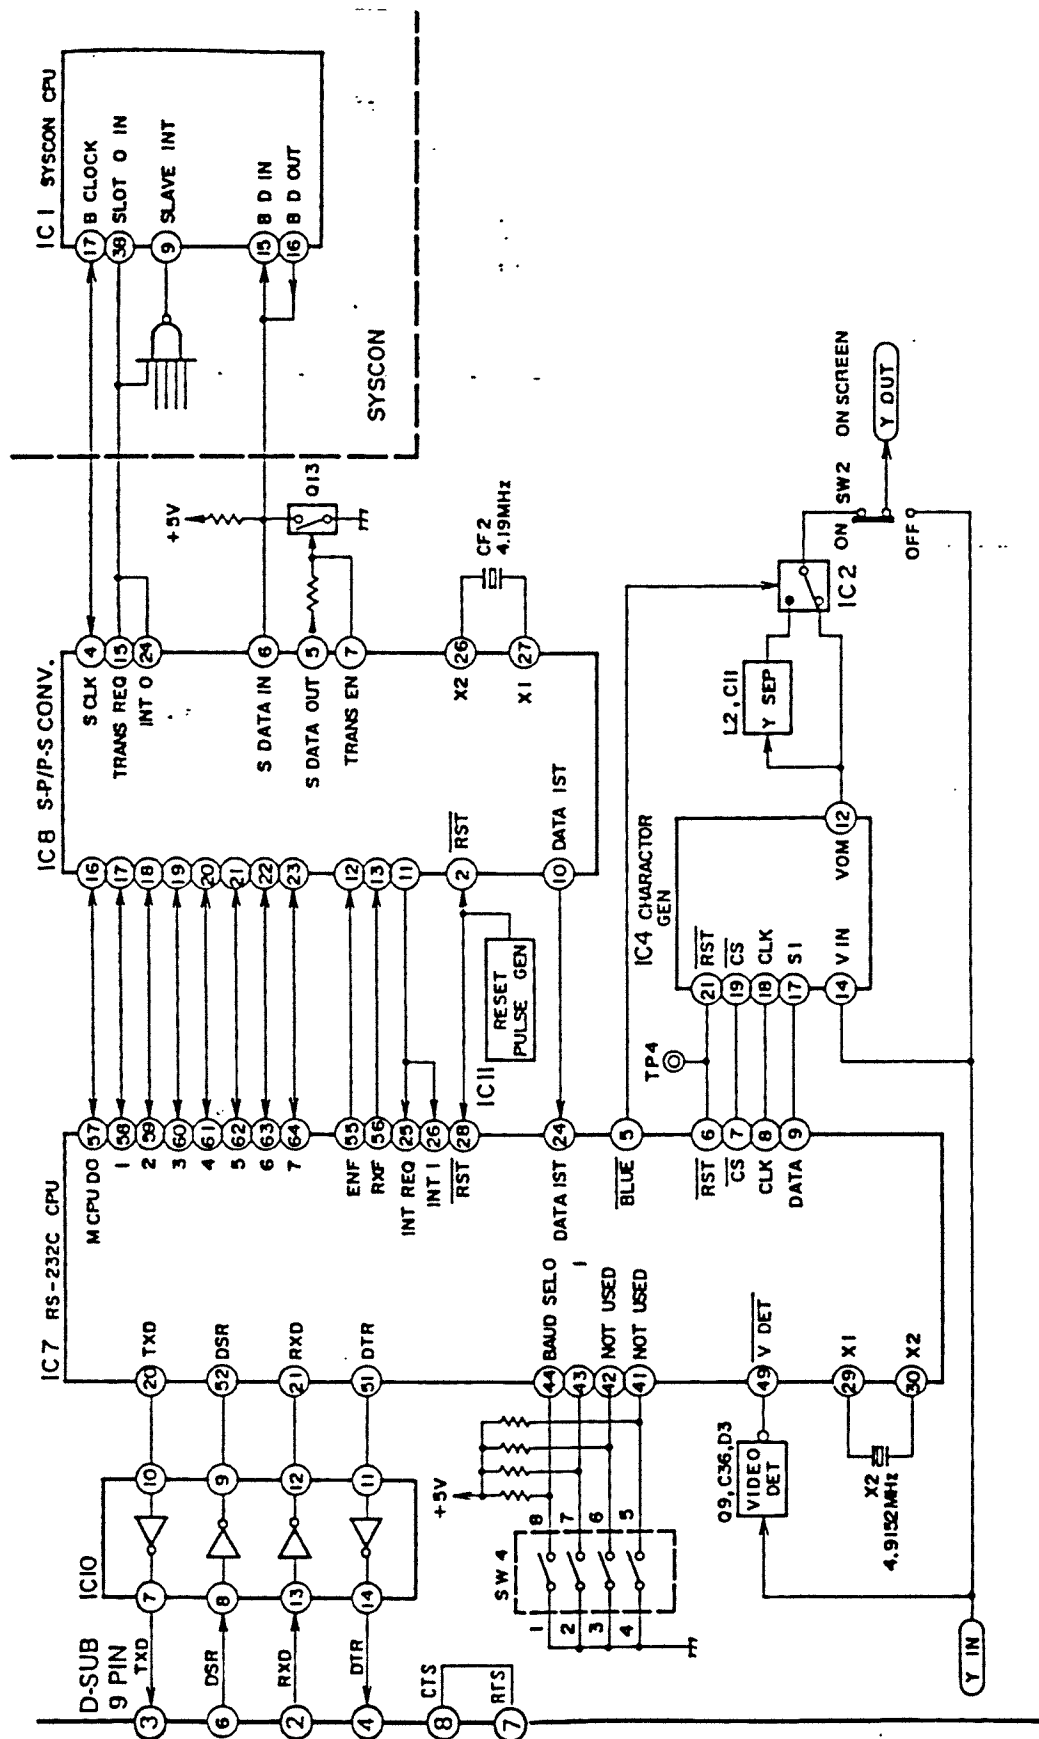 D-SUB
9 PIN
3
TXD
6
DSR
2
RXD
4
DTR
8
CTS
7
RTS
IC10
7
10
8
9
13
12
14
11
IC7 RS-232C CPU
20 TXD
52 DSR
21 RXD
51 DTR
44 BAUD SEL0
43 1
42 NOT USED
41 NOT USED
49 V DET
29 X1
30 X2
+5V
SW4
1
2
3
4
8
7
6
5
Q9, C36, D3
VIDEO
DET
X2
4.9152MHz
Y IN
M CPU D0 57
1 58
2 59
3 60
4 61
5 62
6 63
7 64
ENF 55
RXF 56
INT REQ 25
INT I 26
RST 28
DATA IST 24
BLUE 5
RST 6
CS 7
CLK 8
DATA 9
IC11
RESET
PULSE GEN
TP4
IC8 S-P/P-S CONV.
16
17
18
19
20
21
22
23
12
13
11
2 RST
10 DATA IST
S CLK 4
TRANS REQ 15
INT O 24
S DATA IN 6
S DATA OUT 5
TRANS EN 7
X2 26
X1 27
+5V
Q13
CF2
4.19MHz
IC4 CHARACTOR
GEN
21 RST
19 CS
18 CLK
17 SI
14 V IN
VOM 12
L2, C11
Y SEP
IC2
ON SW2 ON SCREEN
OFF
Y OUT
SYSCON
IC1 SYSCON CPU
17 B CLOCK
38 SLOT O IN
9 SLAVE INT
15 B D IN
16 B D OUT